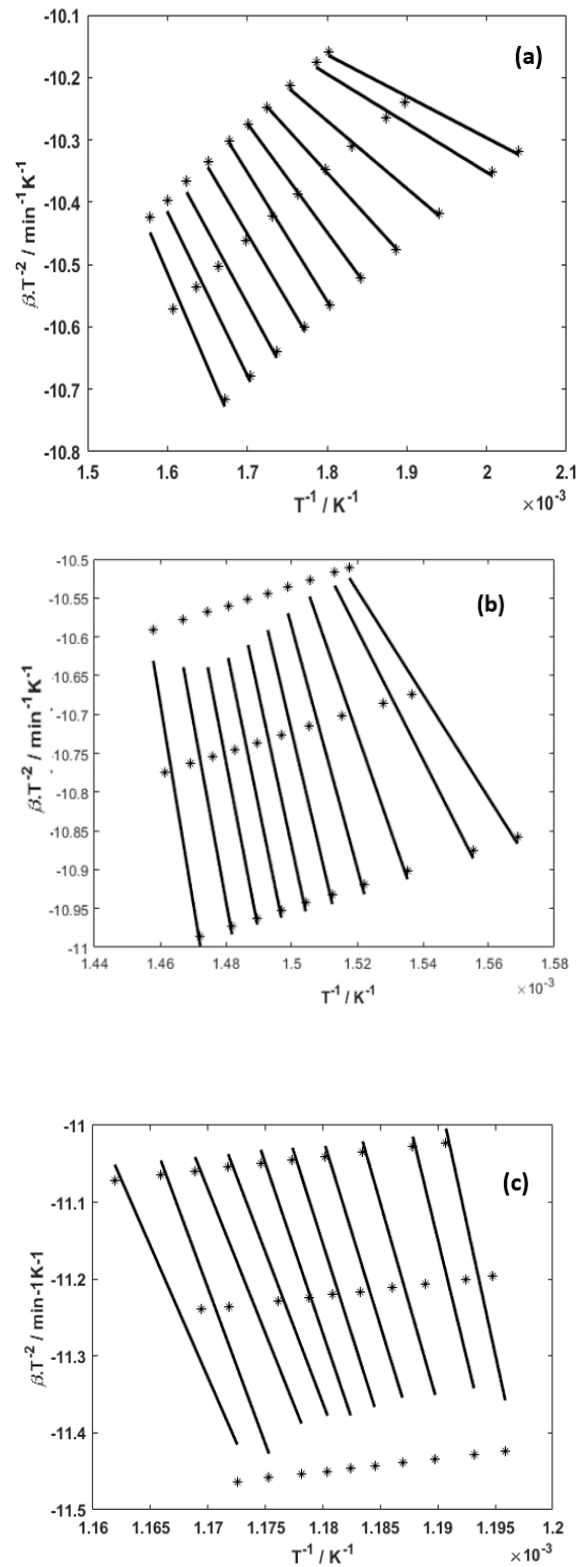 -10.1
(a)
-10.2
-10.3
-10.4
-10.5
-10.6
-10.7
-10.8
β.T⁻² / min⁻¹K⁻¹
1.5 1.6 1.7 1.8 1.9 2 2.1
T⁻¹ / K⁻¹
×10⁻³
-10.5
(b)
-10.55
-10.6
-10.65
-10.7
-10.75
-10.8
-10.85
-10.9
-10.95
-11
β.T⁻² / min⁻¹K⁻¹
1.44 1.46 1.48 1.5 1.52 1.54 1.56 1.58
T⁻¹ / K⁻¹
×10⁻³
-11
(c)
-11.1
-11.2
-11.3
-11.4
-11.5
β.T⁻² / min-1K-1
1.16 1.165 1.17 1.175 1.18 1.185 1.19 1.195 1.2
T⁻¹ / K⁻¹
×10⁻³